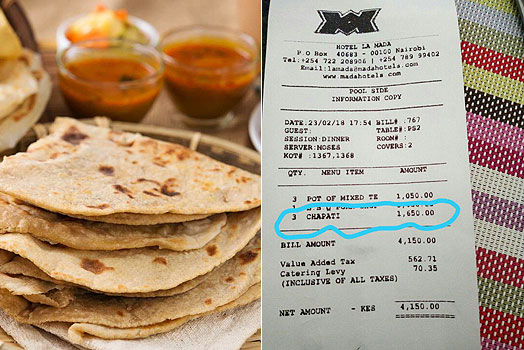 HOTEL LA MADA
P.O Box 40683 - 00100 Nairobi
Tel:+254 722 208906 | +254 789 99402
Email:lamada@madahotels.com
www.madahotels.com
POOL SIDE
INFORMATION COPY
DATE:23/02/18 17:54 BILL#:767
GUEST: TABLE#:PS2
SESSION:DINNER ROOM#:
SERVER:MOSES COVERS:2
KOT#:1367,1368
QTY. MENU ITEM AMOUNT
3 POT OF MIXED TE 1,050.00
3 CHAPATI 1,650.00
BILL AMOUNT 4,150.00
Value Added Tax 562.71
Catering Levy 70.35
(INCLUSIVE OF ALL TAXES)
NET AMOUNT - KES 4,150.00